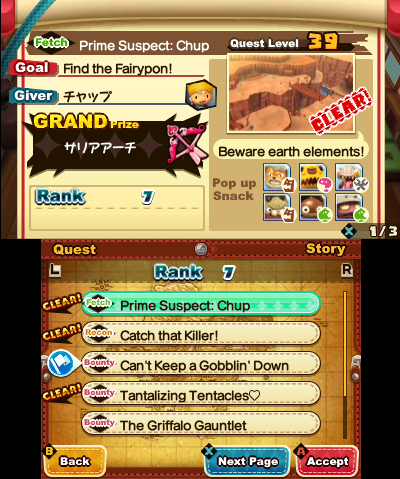 Fetch Prime Suspect: Chup Quest Level 39
Goal Find the Fairypon!
Giver チャップ
GRAND Prize
サリアアーチ
CLEAR!
Beware earth elements!
Rank 7
Pop up Snack
X 1/3
Quest Story
L Rank 7 R
CLEAR! Fetch Prime Suspect: Chup
CLEAR! Recon Catch that Killer!
Bounty Can't Keep a Gobblin' Down
CLEAR! Bounty Tantalizing Tentacles♡
Bounty The Griffalo Gauntlet
B Back X Next Page A Accept